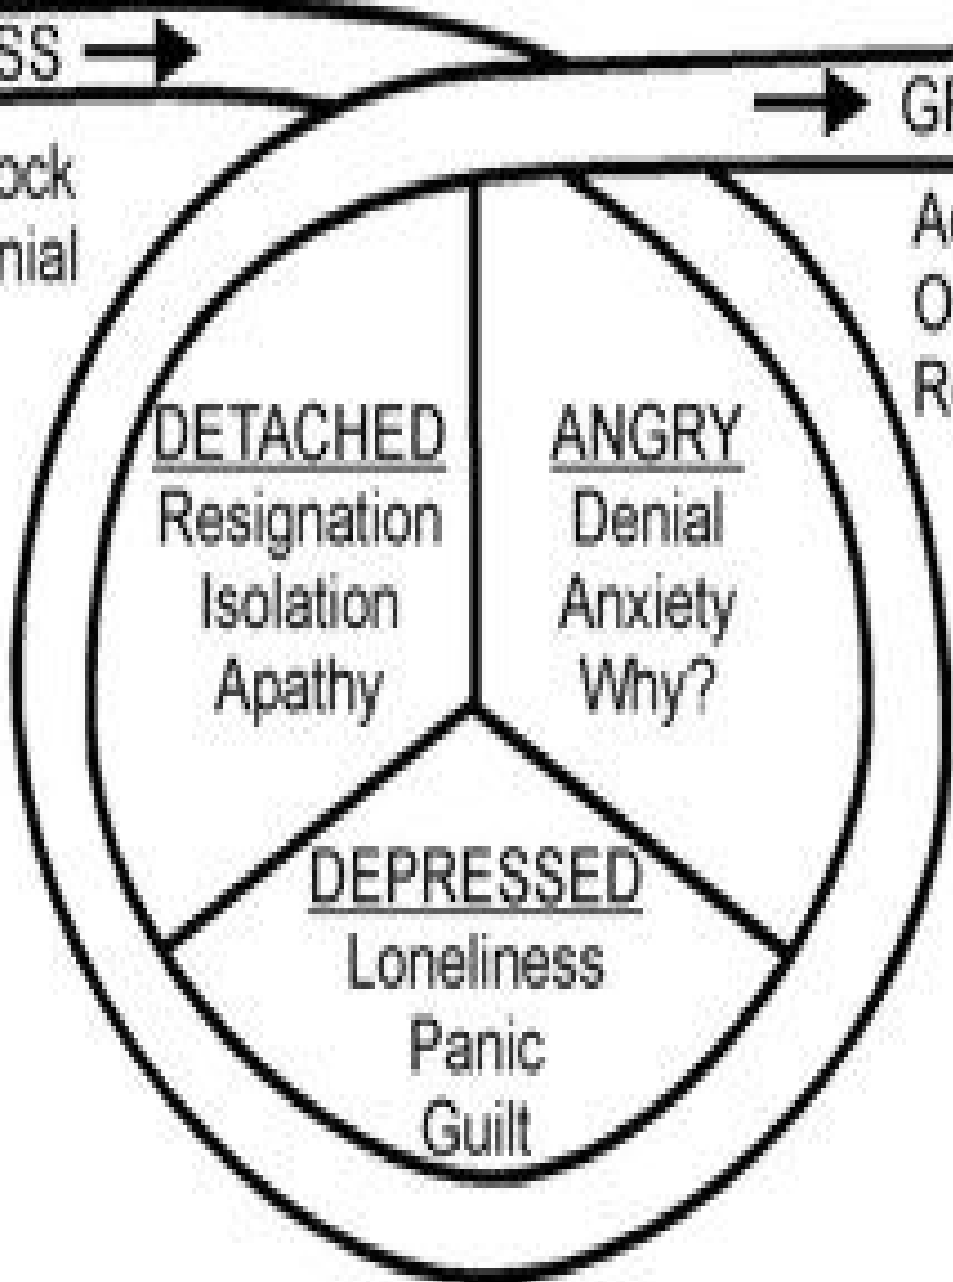 SS
ock
nial
DETACHED
Resignation
Isolation
Apathy
ANGRY
Denial
Anxiety
Why?
DEPRESSED
Loneliness
Panic
Guilt